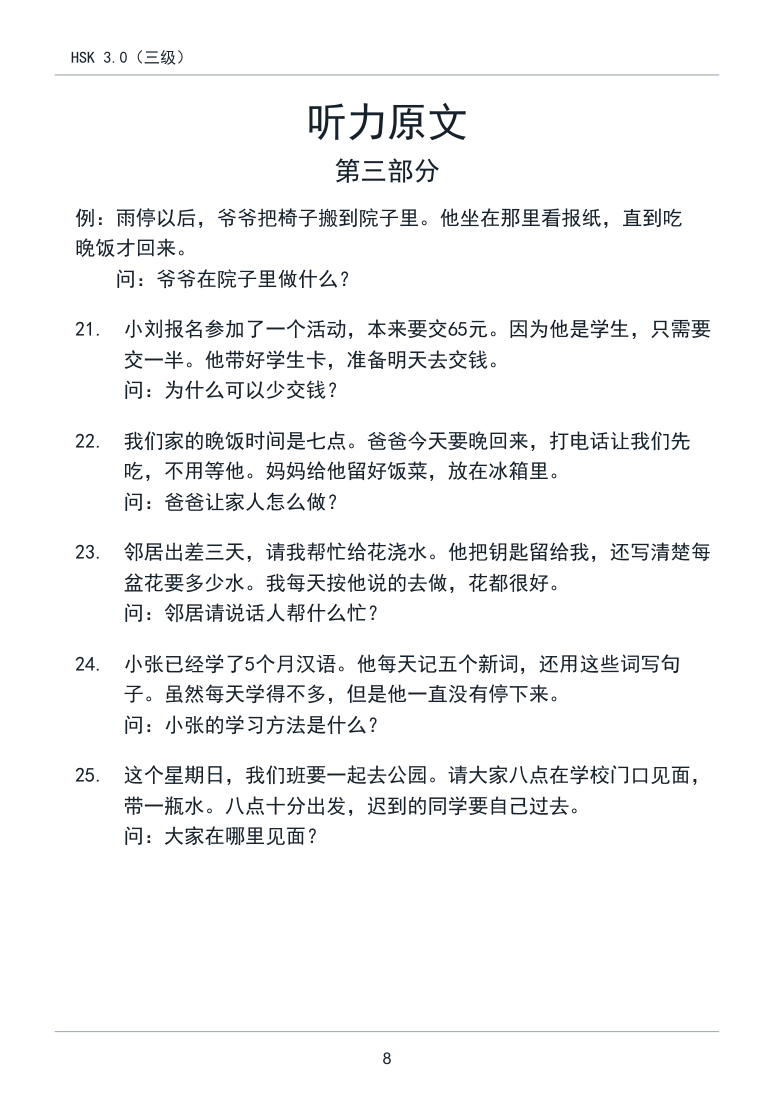 HSK 3.0（三级）
听力原文
第三部分
例：雨停以后，爷爷把椅子搬到院子里。他坐在那里看报纸，直到吃
晚饭才回来。
问：爷爷在院子里做什么？
21. 小刘报名参加了一个活动，本来要交65元。因为他是学生，只需要
交一半。他带好学生卡，准备明天去交钱。
问：为什么可以少交钱？
22. 我们家的晚饭时间是七点。爸爸今天要晚回来，打电话让我们先
吃，不用等他。妈妈给他留好饭菜，放在冰箱里。
问：爸爸让家人怎么做？
23. 邻居出差三天，请我帮忙给花浇水。他把钥匙留给我，还写清楚每
盆花要多少水。我每天按他说的去做，花都很好。
问：邻居请说话人帮什么忙？
24. 小张已经学了5个月汉语。他每天记五个新词，还用这些词写句
子。虽然每天学得不多，但是他一直没有停下来。
问：小张的学习方法是什么？
25. 这个星期日，我们班要一起去公园。请大家八点在学校门口见面，
带一瓶水。八点十分出发，迟到的同学要自己过去。
问：大家在哪里见面？
8